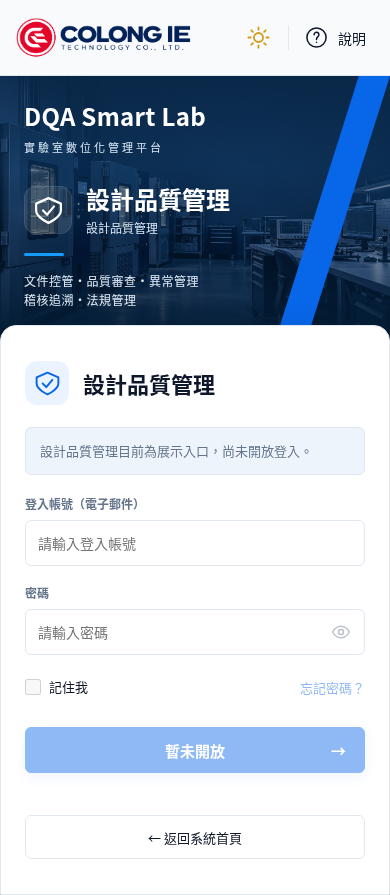 COLONG IE
TECHNOLOGY CO., LTD.
說明
DQA Smart Lab
實驗室數位化管理平台
設計品質管理
設計品質管理
文件控管・品質審查・異常管理
稽核追溯・法規管理
設計品質管理
設計品質管理目前為展示入口，尚未開放登入。
登入帳號（電子郵件）
請輸入登入帳號
密碼
請輸入密碼
記住我
忘記密碼？
暫未開放 →
← 返回系統首頁